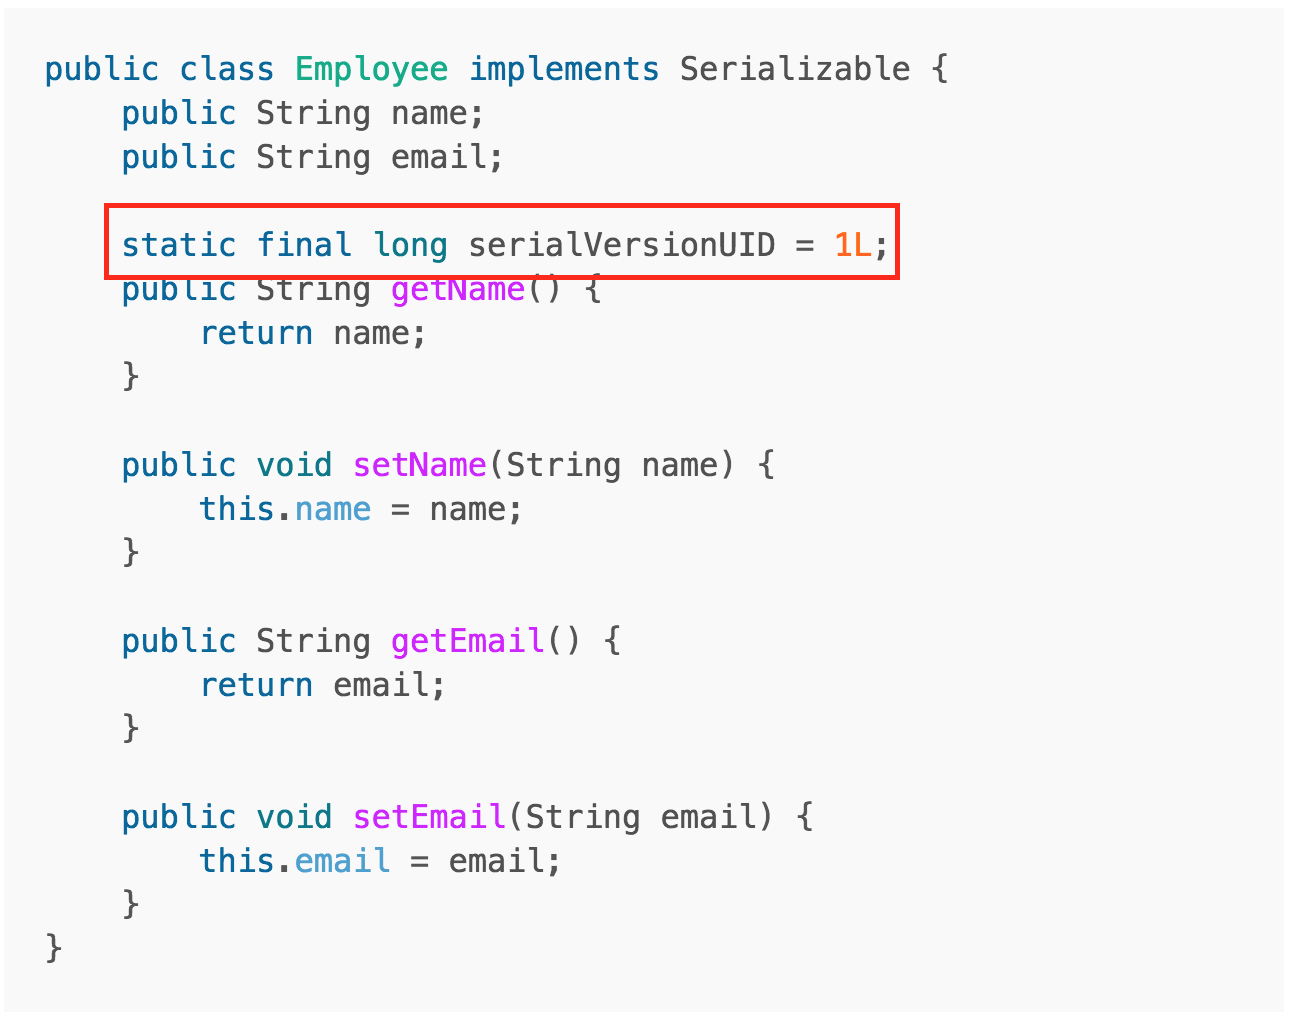 public class Employee implements Serializable {
    public String name;
    public String email;
    static final long serialVersionUID = 1L;
    public String getName() {
        return name;
    }
    public void setName(String name) {
        this.name = name;
    }
    public String getEmail() {
        return email;
    }
    public void setEmail(String email) {
        this.email = email;
    }
}